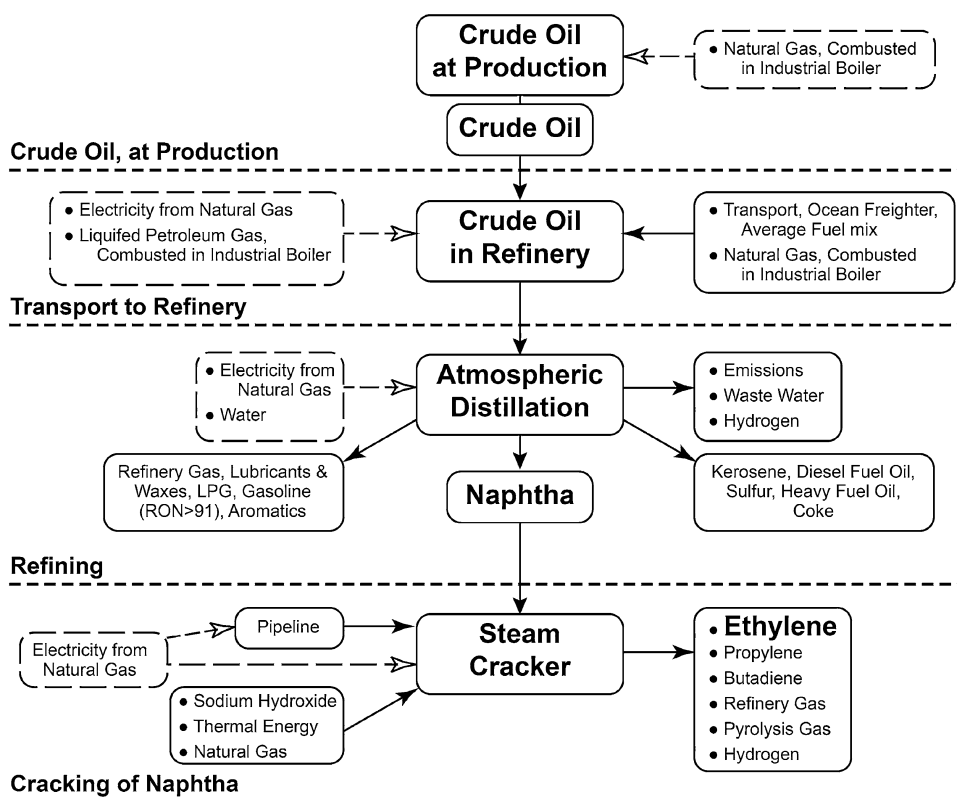 Crude Oil
at Production
● Natural Gas, Combusted
in Industrial Boiler
Crude Oil
Crude Oil, at Production
● Electricity from Natural Gas
● Liquifed Petroleum Gas,
Combusted in Industrial Boiler
Crude Oil
in Refinery
● Transport, Ocean Freighter,
Average Fuel mix
● Natural Gas, Combusted
in Industrial Boiler
Transport to Refinery
● Electricity from
Natural Gas
● Water
Atmospheric
Distillation
● Emissions
● Waste Water
● Hydrogen
Refinery Gas, Lubricants &
Waxes, LPG, Gasoline
(RON>91), Aromatics
Naphtha
Kerosene, Diesel Fuel Oil,
Sulfur, Heavy Fuel Oil,
Coke
Refining
Electricity from
Natural Gas
Pipeline
● Sodium Hydroxide
● Thermal Energy
● Natural Gas
Steam
Cracker
● Ethylene
● Propylene
● Butadiene
● Refinery Gas
● Pyrolysis Gas
● Hydrogen
Cracking of Naphtha